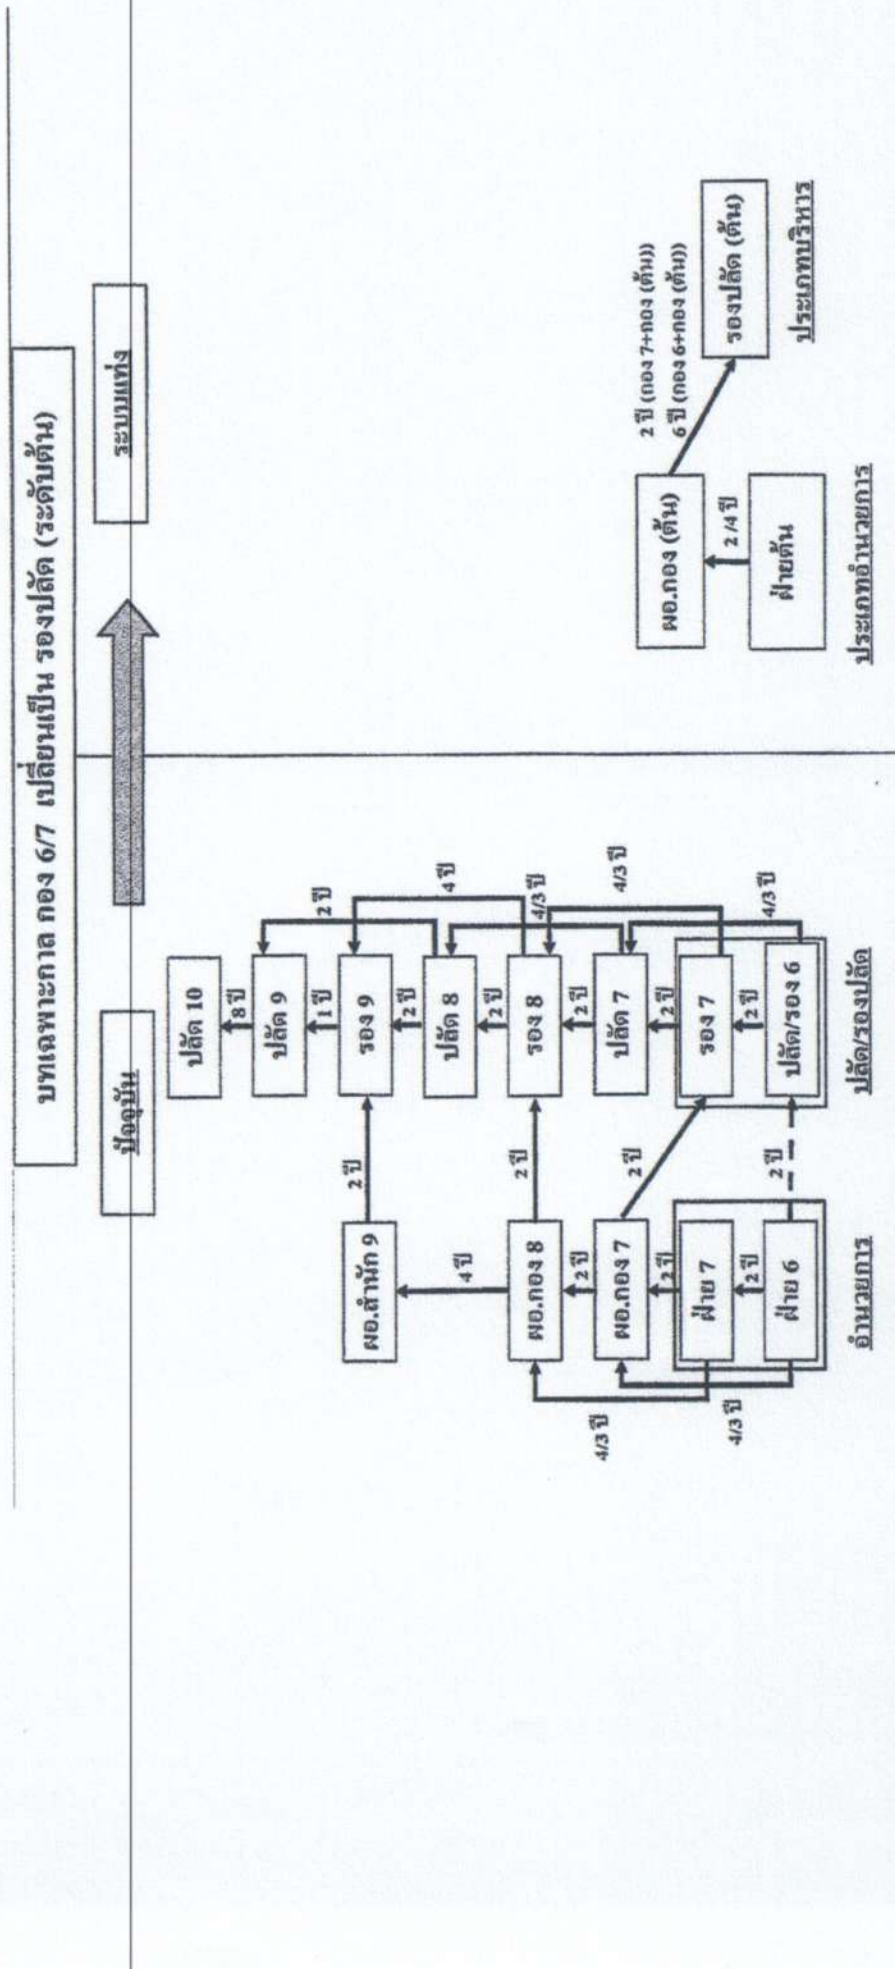 บทเฉพาะกาล กอง 6/7 เปลี่ยนเป็น รองปลัด (ระดับต้น)
ปัจจุบัน
ระบบแท่ง
ปลัด 10
8 ปี
ปลัด 9
1 ปี
2 ปี
ผอ.สำนัก 9
2 ปี
รอง 9
2 ปี
4 ปี
ปลัด 8
4 ปี
2 ปี
4/3 ปี
ผอ.กอง 8
2 ปี
รอง 8
4/3 ปี
2 ปี
2 ปี
4/3 ปี
ผอ.กอง 7
2 ปี
ปลัด 7
2 ปี
2 ปี
4/3 ปี
ฝ่าย 7
รอง 7
4/3 ปี
2 ปี
2 ปี
2 ปี
ฝ่าย 6
ปลัด/รอง 6
อำนวยการ
ปลัด/รองปลัด
2 ปี (กอง 7+กอง (ต้น))
6 ปี (กอง 6+กอง (ต้น))
ผอ.กอง (ต้น)
รองปลัด (ต้น)
2 /4 ปี
ฝ่ายต้น
ประเภทบริหาร
ประเภทอำนวยการ